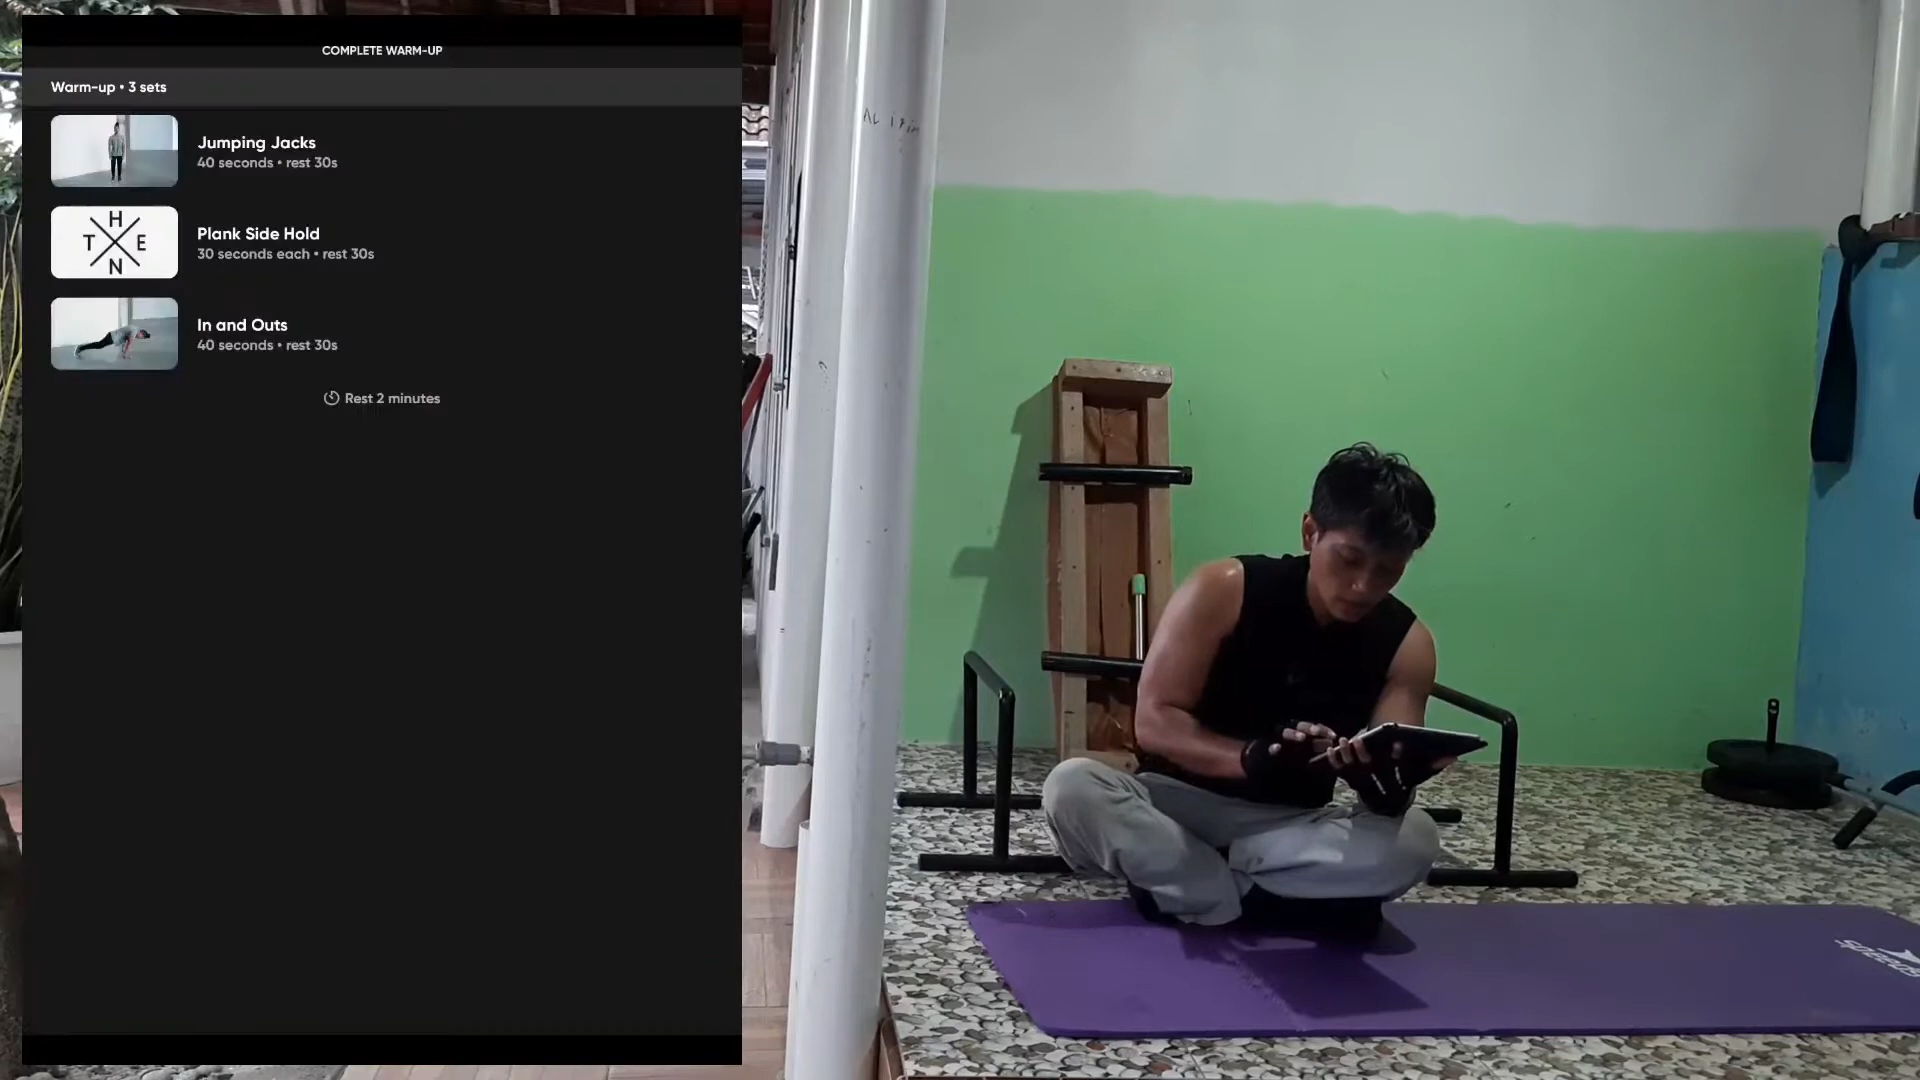 COMPLETE WARM-UP
Warm-up • 3 sets
Jumping Jacks
40 seconds • rest 30s
H
T E
N
Plank Side Hold
30 seconds each • rest 30s
In and Outs
40 seconds • rest 30s
Rest 2 minutes